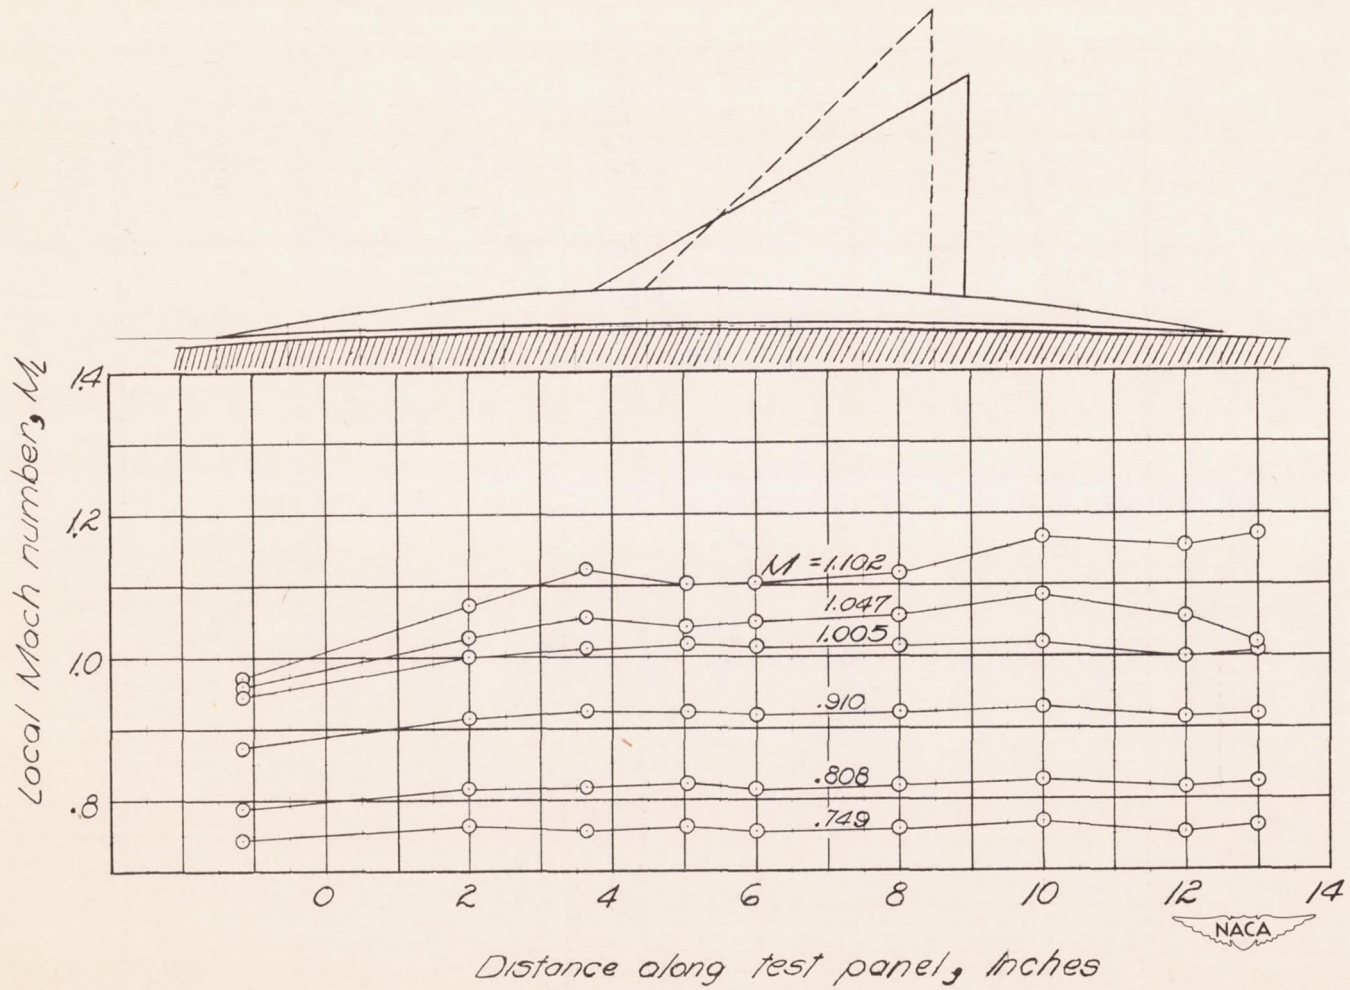 Local Mach number, M_L
1.4
1.2
1.0
.8
M = 1.102
1.047
1.005
.910
.808
.749
0 2 4 6 8 10 12 14
NACA
Distance along test panel, Inches